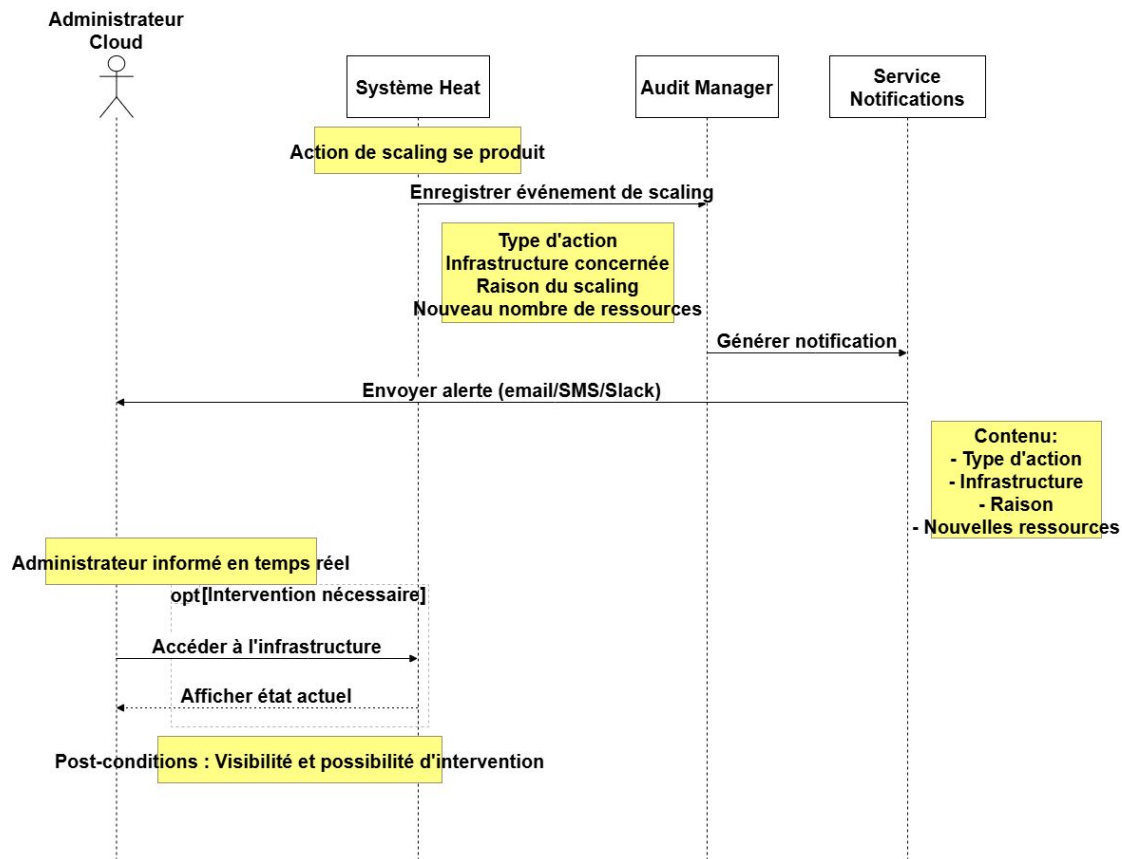 Administrateur
Cloud
Système Heat
Audit Manager
Service
Notifications
Action de scaling se produit
Enregistrer événement de scaling
Type d'action
Infrastructure concernée
Raison du scaling
Nouveau nombre de ressources
Générer notification
Envoyer alerte (email/SMS/Slack)
Contenu:
- Type d'action
- Infrastructure
- Raison
- Nouvelles ressources
Administrateur informé en temps réel
opt[Intervention nécessaire]
Accéder à l'infrastructure
Afficher état actuel
Post-conditions : Visibilité et possibilité d'intervention